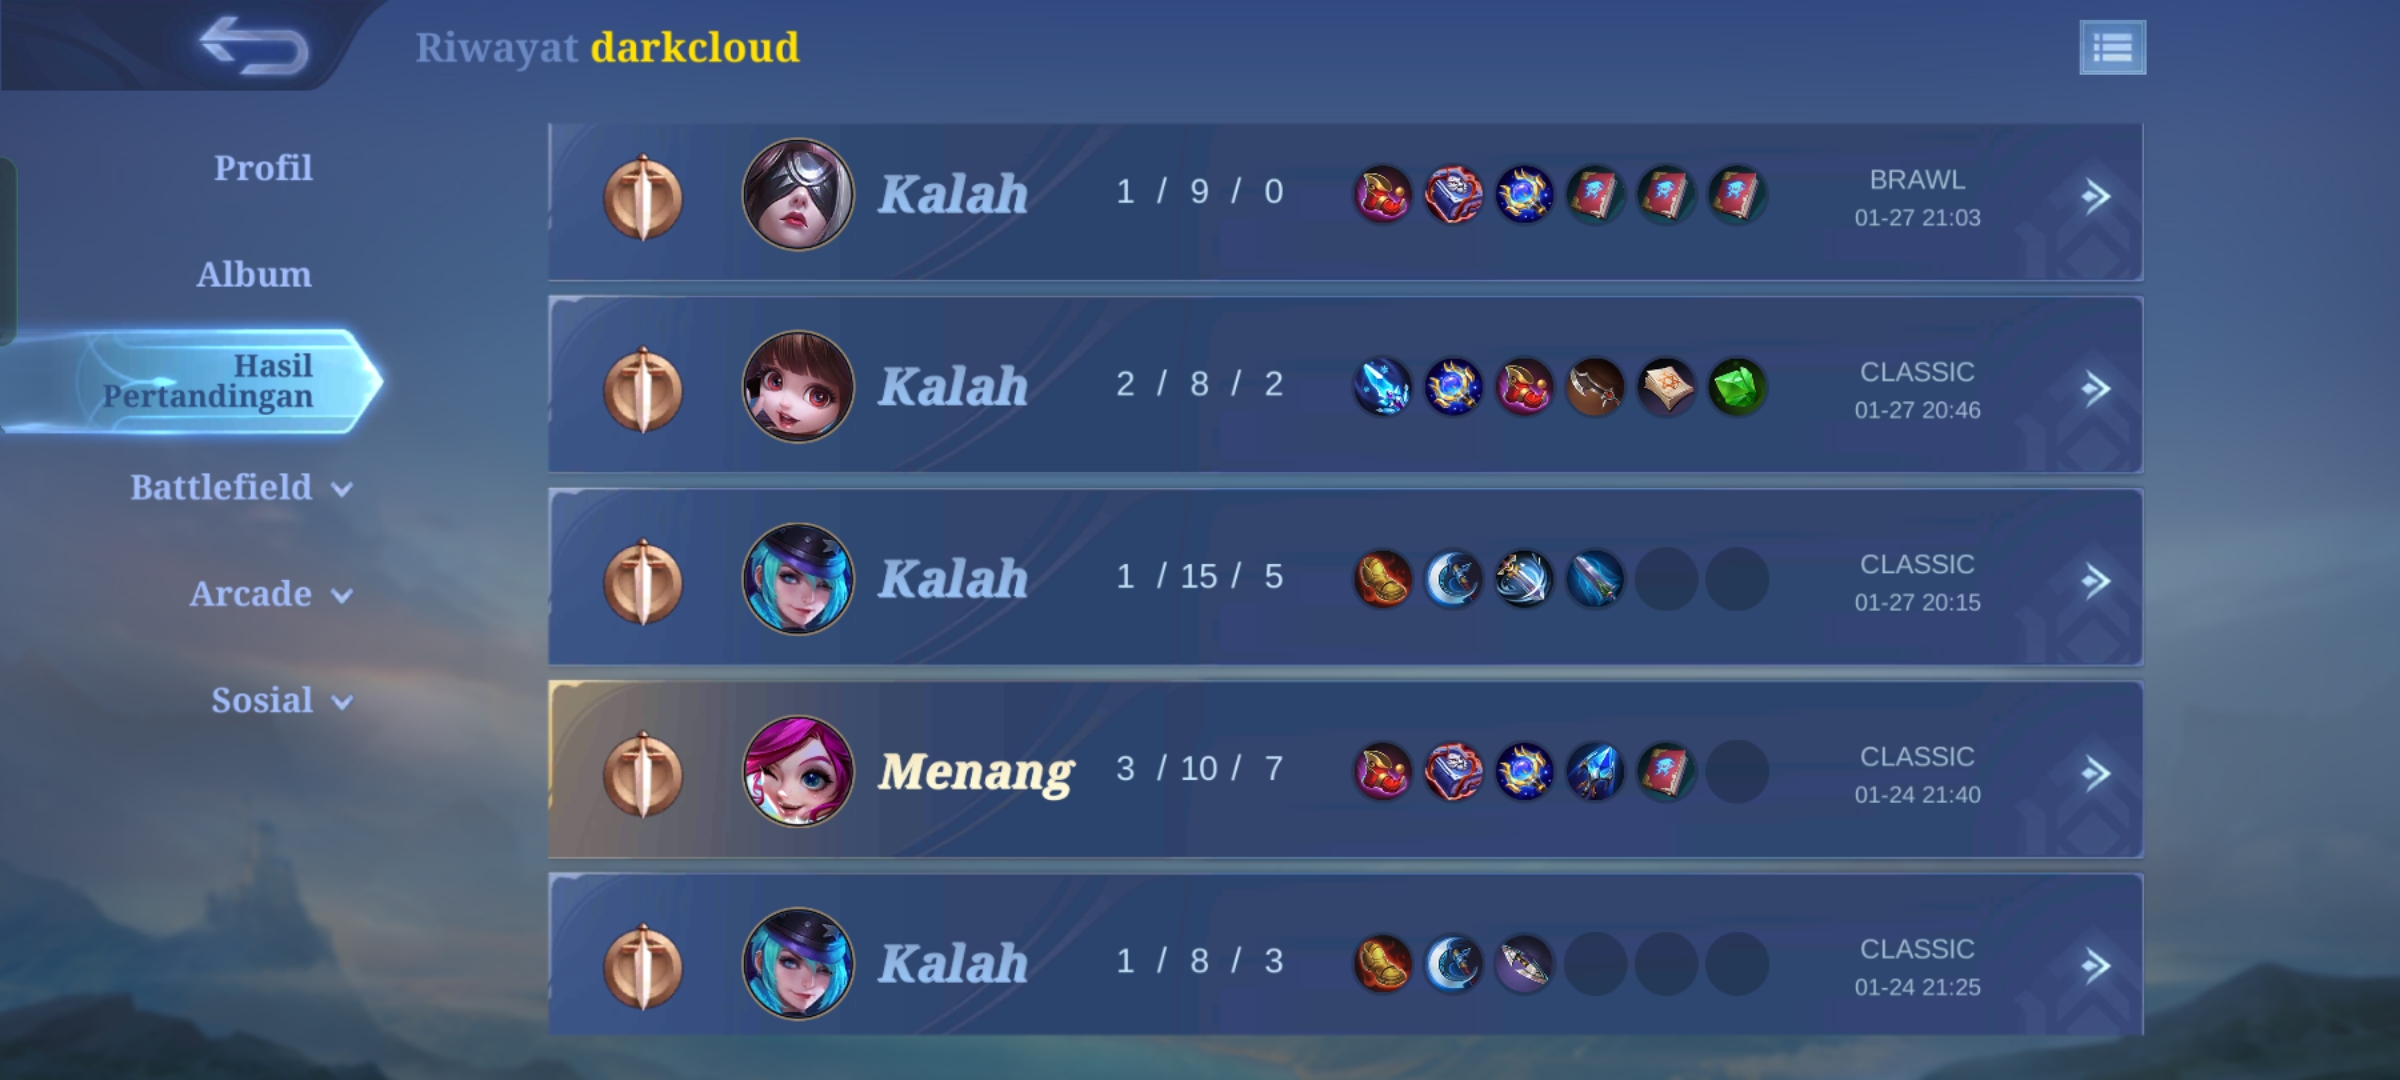 Riwayat darkcloud
Profil
Album
Hasil
Pertandingan
Battlefield
Arcade
Sosial
Kalah 1 / 9 / 0 BRAWL
01-27 21:03
Kalah 2 / 8 / 2 CLASSIC
01-27 20:46
Kalah 1 / 15 / 5 CLASSIC
01-27 20:15
Menang 3 / 10 / 7 CLASSIC
01-24 21:40
Kalah 1 / 8 / 3 CLASSIC
01-24 21:25